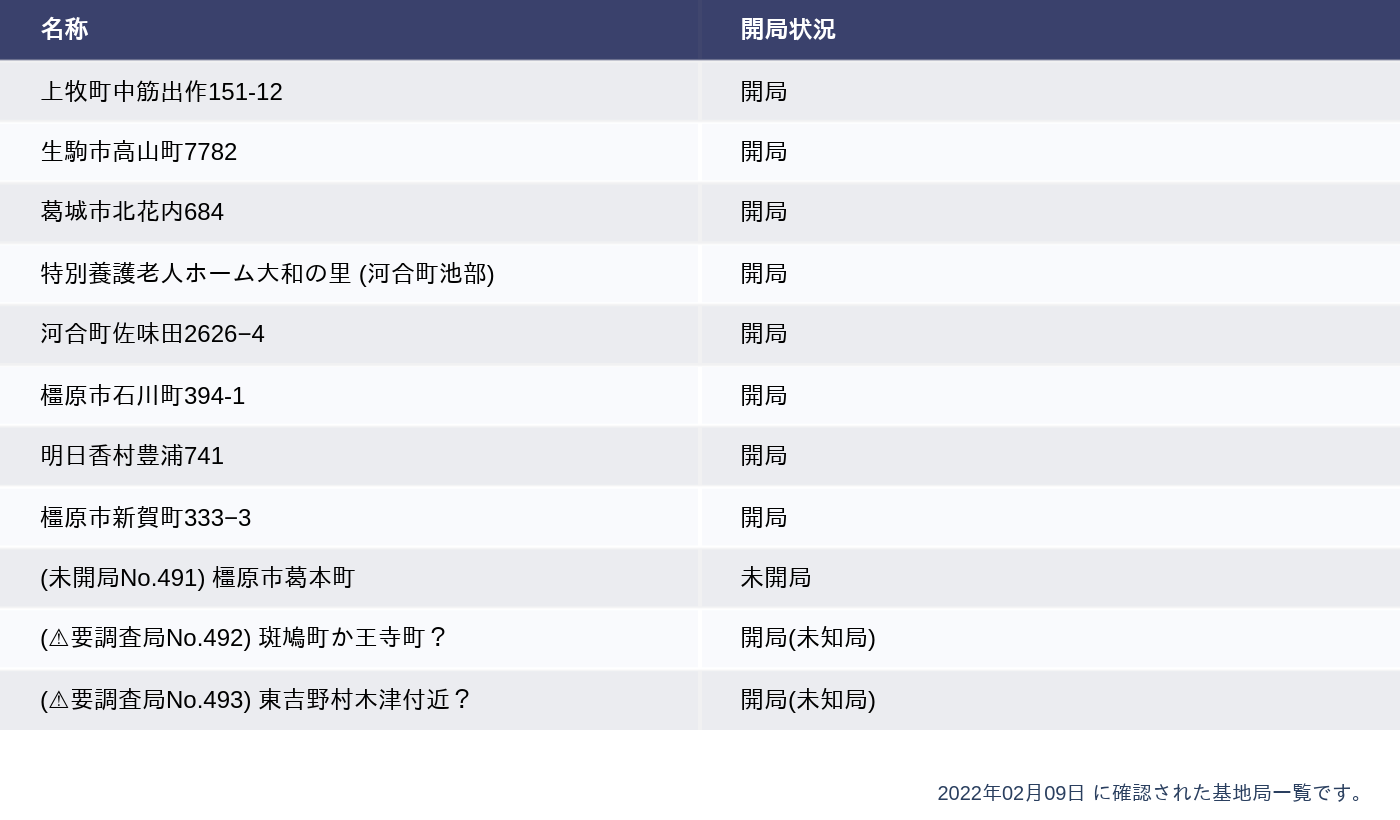 名称 開局状況
上牧町中筋出作151-12 開局
生駒市高山町7782 開局
葛城市北花内684 開局
特別養護老人ホーム大和の里 (河合町池部) 開局
河合町佐味田2626−4 開局
橿原市石川町394-1 開局
明日香村豊浦741 開局
橿原市新賀町333−3 開局
(未開局No.491) 橿原市葛本町 未開局
(⚠要調査局No.492) 斑鳩町か王寺町？ 開局(未知局)
(⚠要調査局No.493) 東吉野村木津付近？ 開局(未知局)
2022年02月09日 に確認された基地局一覧です。